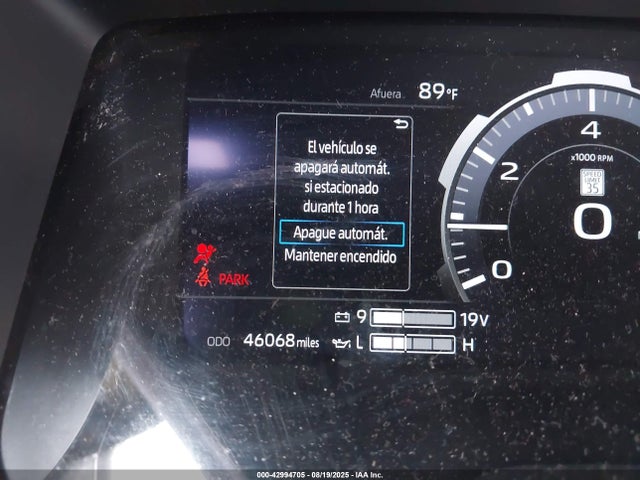 Afuera 89°F
El vehículo se
apagará automát.
si estacionado
durante 1 hora
Apague automát.
Mantener encendido
4
x1000 RPM
2
SPEED
LIMIT
35
0
0
PARK
9 19V
ODO 46068 miles L H
000-42994705 - 08/19/2025 - IAA Inc.